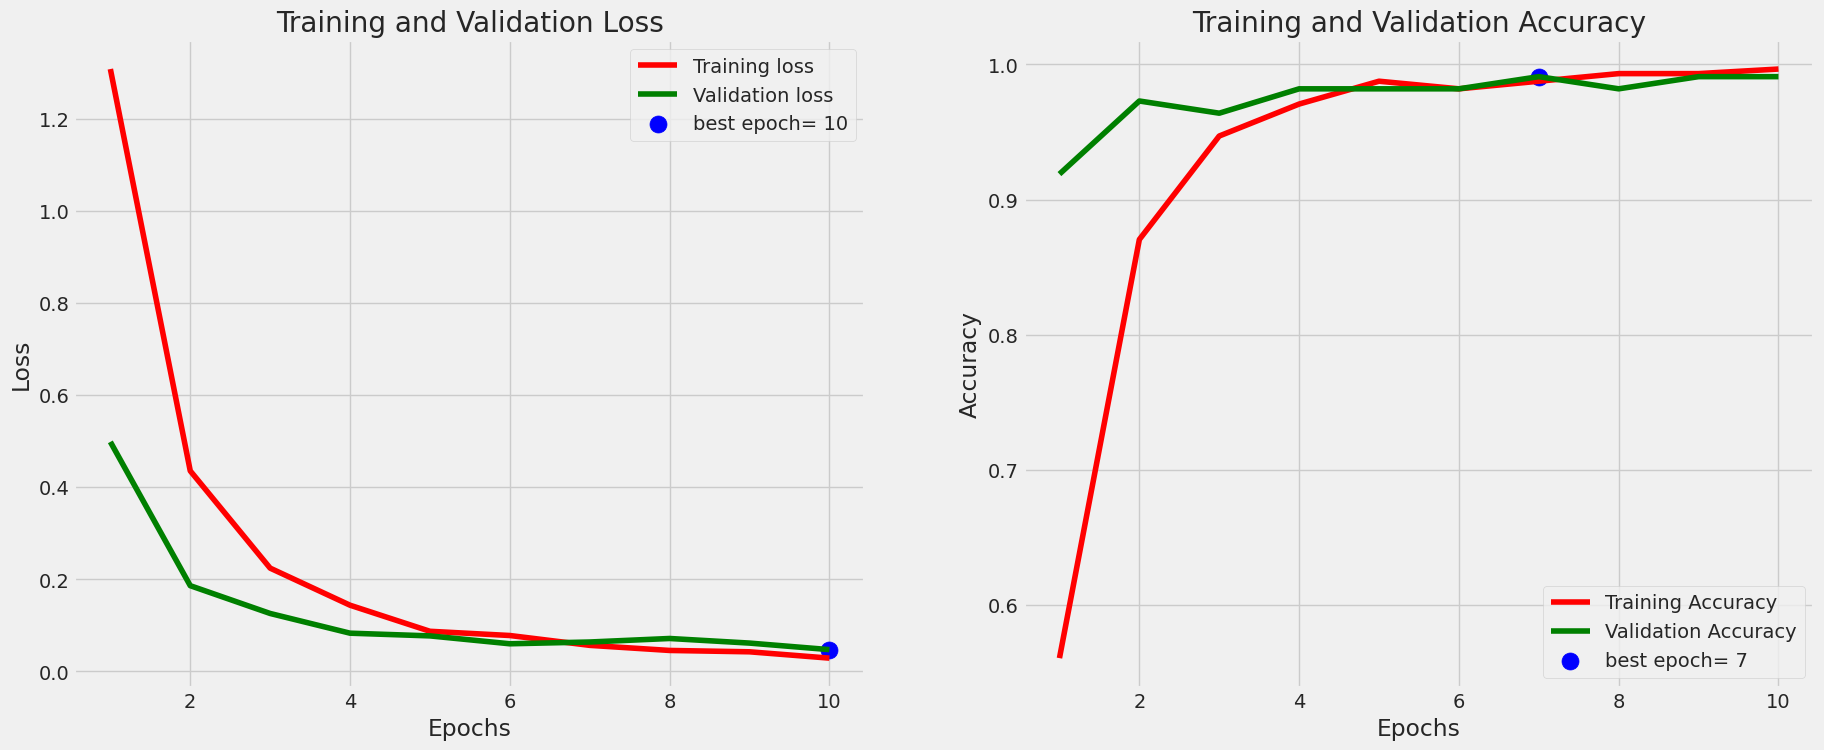 Training and Validation Loss
Training loss
Validation loss
best epoch= 10
Loss
1.2
1.0
0.8
0.6
0.4
0.2
0.0
2 4 6 8 10
Epochs
Training and Validation Accuracy
Accuracy
1.0
0.9
0.8
0.7
0.6
Training Accuracy
Validation Accuracy
best epoch= 7
2 4 6 8 10
Epochs